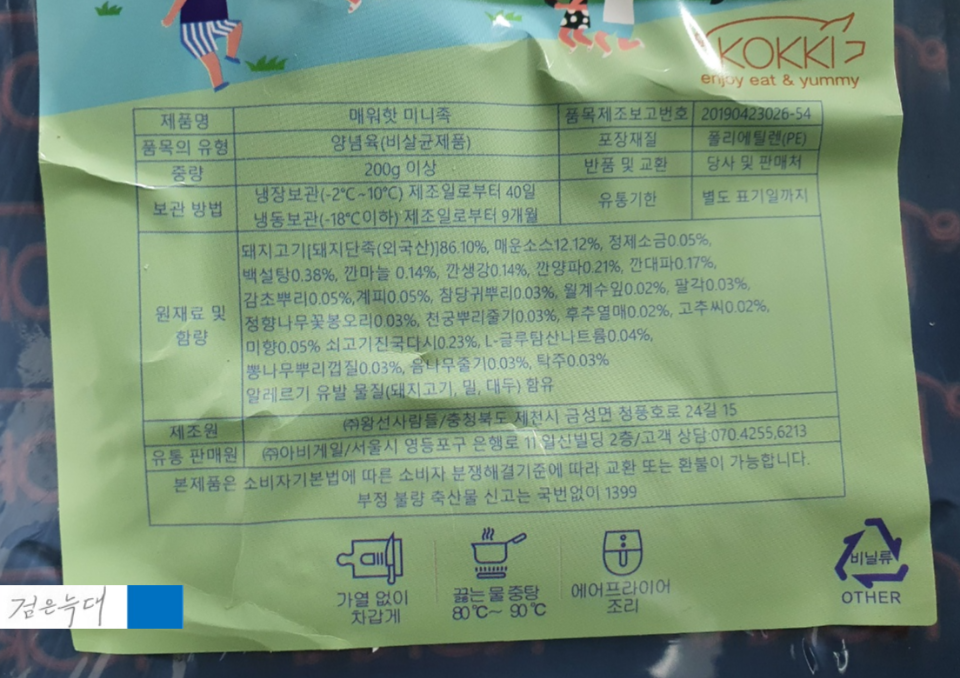 KOKKI
enjoy eat & yummy
제품명 매워핫 미니족 품목제조보고번호 20190423026-54
품목의 유형 양념육(비살균제품) 포장재질 폴리에틸렌(PE)
중량 200g 이상 반품 및 교환 당사 및 판매처
보관 방법 냉장보관(-2℃~10℃) 제조일로부터 40일
냉동보관(-18℃이하) 제조일로부터 9개월
유통기한 별도 표기일까지
원재료 및 함량
돼지고기[돼지단족(외국산)]86.10%, 매운소스12.12%, 정제소금0.05%,
백설탕0.38%, 깐마늘 0.14%, 깐생강0.14%, 깐양파0.21%, 깐대파0.17%,
감초뿌리0.05%,계피0.05%, 참당귀뿌리0.03%, 월계수잎0.02%, 팔각0.03%,
정향나무꽃봉오리0.03%, 천궁뿌리줄기0.03%, 후추열매0.02%, 고추씨0.02%,
미향0.05% 쇠고기진국다시0.23%, L-글루탐산나트륨0.04%,
뽕나무뿌리껍질0.03%, 음나무줄기0.03%, 탁주0.03%
알레르기 유발 물질(돼지고기, 밀, 대두) 함유
제조원 ㈜왕선사람들/충청북도 제천시 금성면 청풍호로 24길 15
유통 판매원 ㈜아비게일/서울시 영등포구 은행로 11 일신빌딩 2층/고객 상담:070.4255,6213
본제품은 소비자기본법에 따른 소비자 분쟁해결기준에 따라 교환 또는 환불이 가능합니다.
부정 불량 축산물 신고는 국번없이 1399
가열 없이
차갑게
끓는 물 중탕
80℃~ 90℃
에어프라이어
조리
비닐류
OTHER
검은늑대